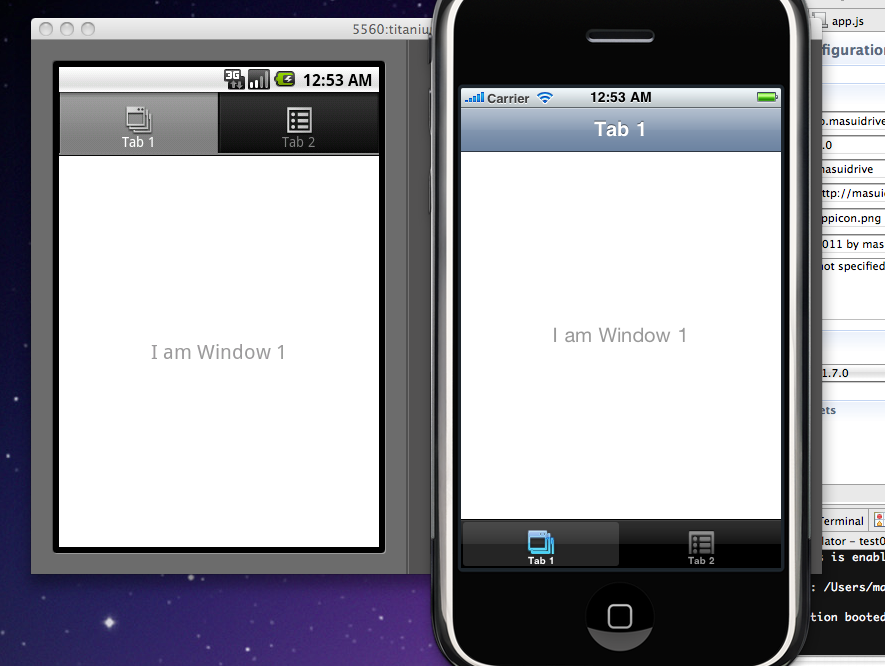 5560:titaniu
3G
12:53 AM
Tab 1
Tab 2
I am Window 1
Carrier
12:53 AM
Tab 1
I am Window 1
Tab 1
Tab 2
app.js
figuration
o.masuidrive
.0
masuidrive
ttp://masui
ppicon.png
011 by mas
not specified
1.7.0
ets
Terminal
lator – test0
s is enabl
: /Users/ma
tion booted